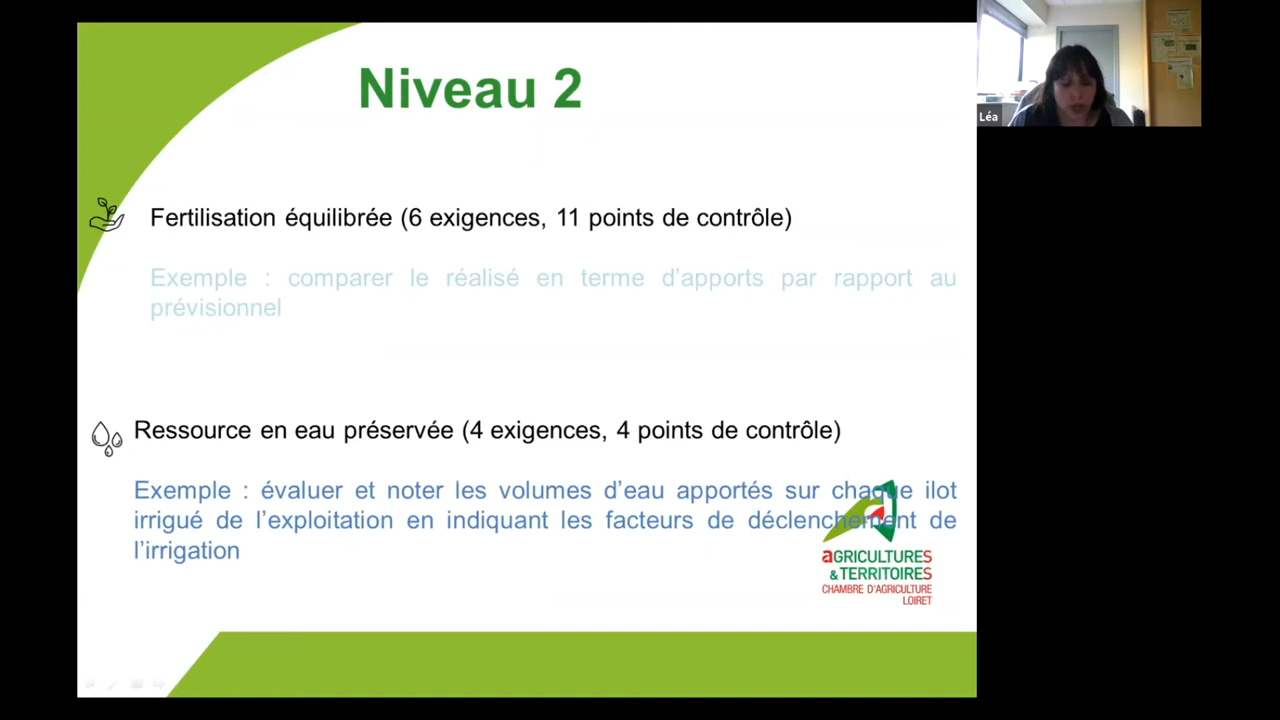 Niveau 2
Léa
Fertilisation équilibrée (6 exigences, 11 points de contrôle)
Exemple : comparer le réalisé en terme d'apports par rapport au
prévisionnel
Ressource en eau préservée (4 exigences, 4 points de contrôle)
Exemple : évaluer et noter les volumes d'eau apportés sur chaque ilot
irrigué de l'exploitation en indiquant les facteurs de déclenchement de
l'irrigation
aGRICULTURES
& TERRITOIRES
CHAMBRE D'AGRICULTURE
LOIRET